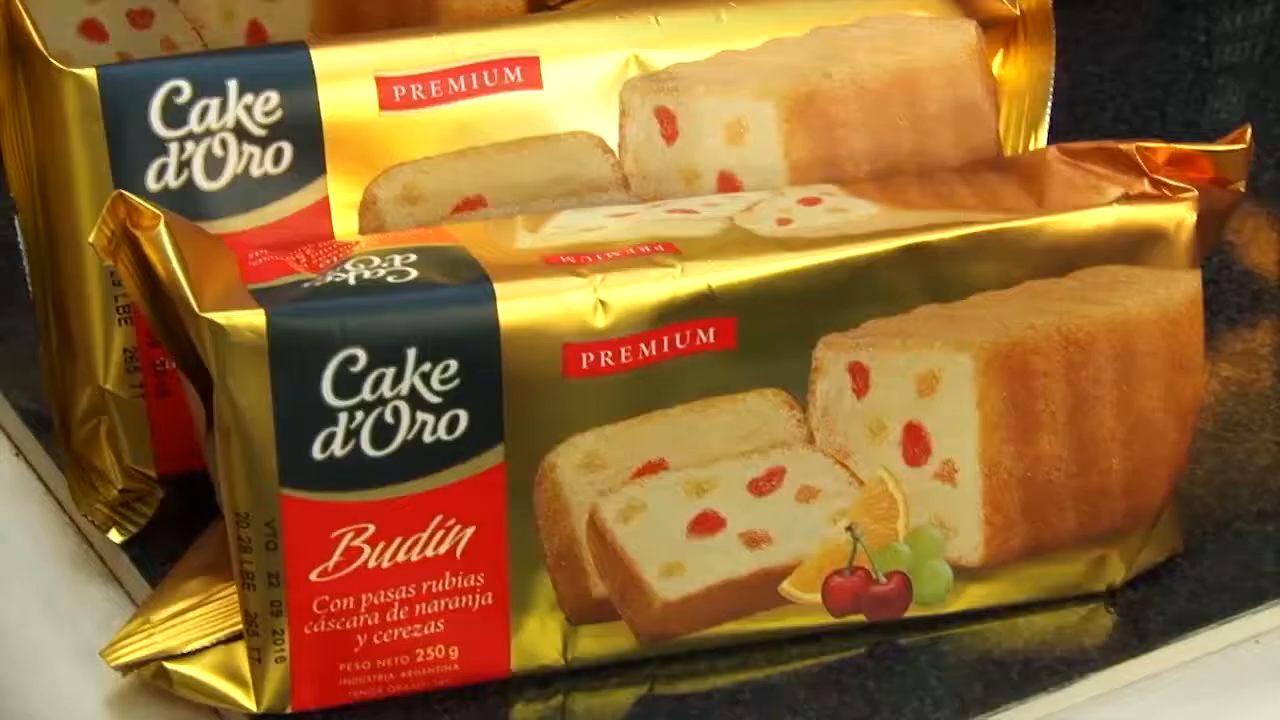 Cake
d'Oro
PREMIUM
Cake
d'Oro
PREMIUM
PREMIUM
Cake
d'Oro
Budín
Con pasas rubias
cáscara de naranja
y cerezas
PESO NETO 250 g
INDUSTRIA ARGENTINA
VTO 22 09 2016